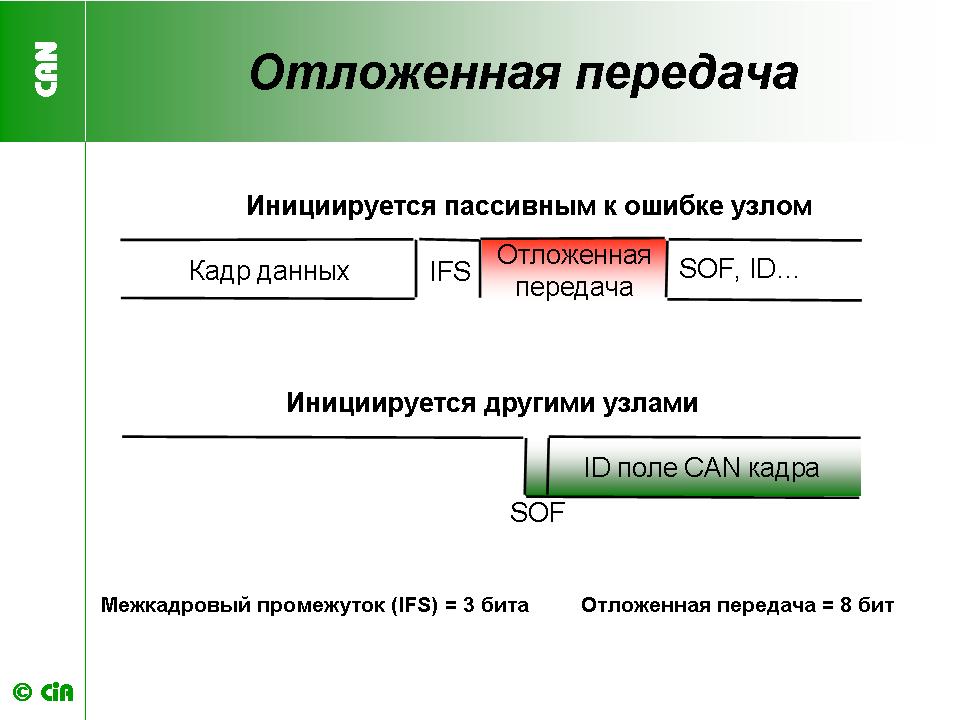 CAN
Отложенная передача
Инициируется пассивным к ошибке узлом
Кадр данных
IFS
Отложенная
передача
SOF, ID...
Инициируется другими узлами
ID поле CAN кадра
SOF
Межкадровый промежуток (IFS) = 3 бита
Отложенная передача = 8 бит
© CiA